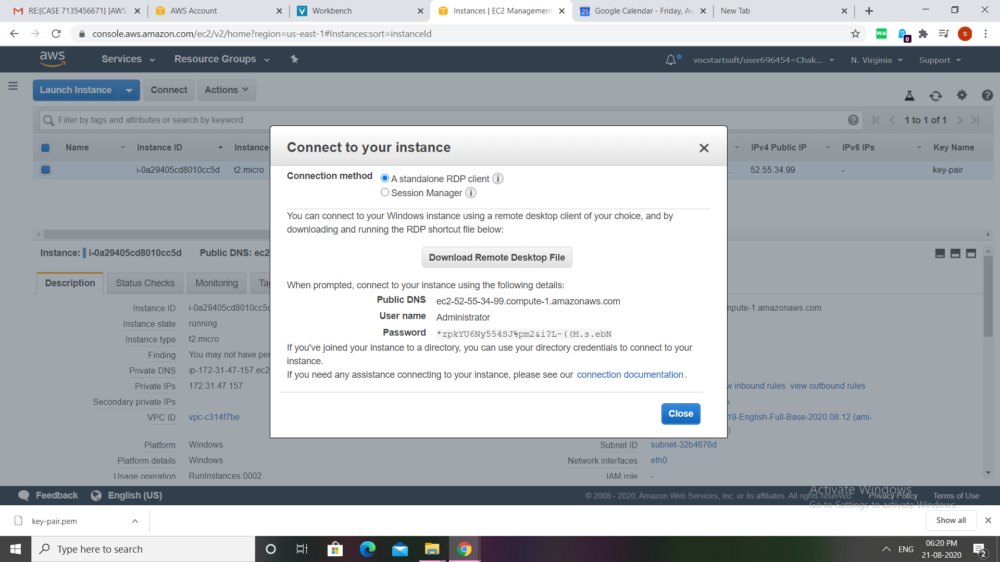 RE:[CASE 7135456671] [AWS
AWS Account
Workbench
Instances | EC2 Management
Google Calendar - Friday, Au
New Tab
console.aws.amazon.com/ec2/v2/home?region=us-east-1#Instances:sort=instanceId
WA
0
S
aws
Services
Resource Groups
vocstartsoft/user696454=Chak...
N. Virginia
Support
Launch Instance
Connect
Actions
Filter by tags and attributes or search by keyword
1 to 1 of 1
Name
Instance ID
Instance
IPv4 Public IP
IPv6 IPs
Key Name
i-0a29405cd8010cc5d
t2.micro
52.55.34.99
-
key-pair
Connect to your instance
Connection method
A standalone RDP client
Session Manager
You can connect to your Windows instance using a remote desktop client of your choice, and by
downloading and running the RDP shortcut file below:
Download Remote Desktop File
When prompted, connect to your instance using the following details:
Public DNS ec2-52-55-34-99.compute-1.amazonaws.com
User name Administrator
Password *zpkYU6Ny554SJ%pm2&i?L-((M.s.ebN
If you've joined your instance to a directory, you can use your directory credentials to connect to your
instance.
If you need any assistance connecting to your instance, please see our connection documentation.
Close
Instance: i-0a29405cd8010cc5d Public DNS: ec2
Description
Status Checks
Monitoring
Instance ID i-0a29405cd8010cc5d
Instance state running
Instance type t2.micro
Finding You may not have per
Private DNS ip-172-31-47-157.ec2
Private IPs 172.31.47.157
Secondary private IPs
VPC ID vpc-c314f7be
Platform Windows
Platform details Windows
Usage operation RunInstances:0002
mpute-1.amazonaws.com
w inbound rules. view outbound rules
s
19-English-Full-Base-2020.08.12 (ami-
)
Subnet ID subnet-32b4676d
Network interfaces eth0
IAM role -
Feedback
English (US)
© 2008 - 2020, Amazon Web Services, Inc. or its affiliates. All rights reserved.
Privacy Policy
Terms of Use
Activate Windows
Go to Settings to activate Windows.
key-pair.pem
Show all
Type here to search
ENG
06:20 PM
21-08-2020
2